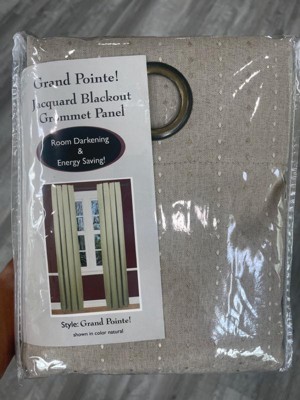 Grand Pointe!
Jacquard Blackout
Grommet Panel
Room Darkening
&
Energy Saving!
Style: Grand Pointe!
shown in color natural